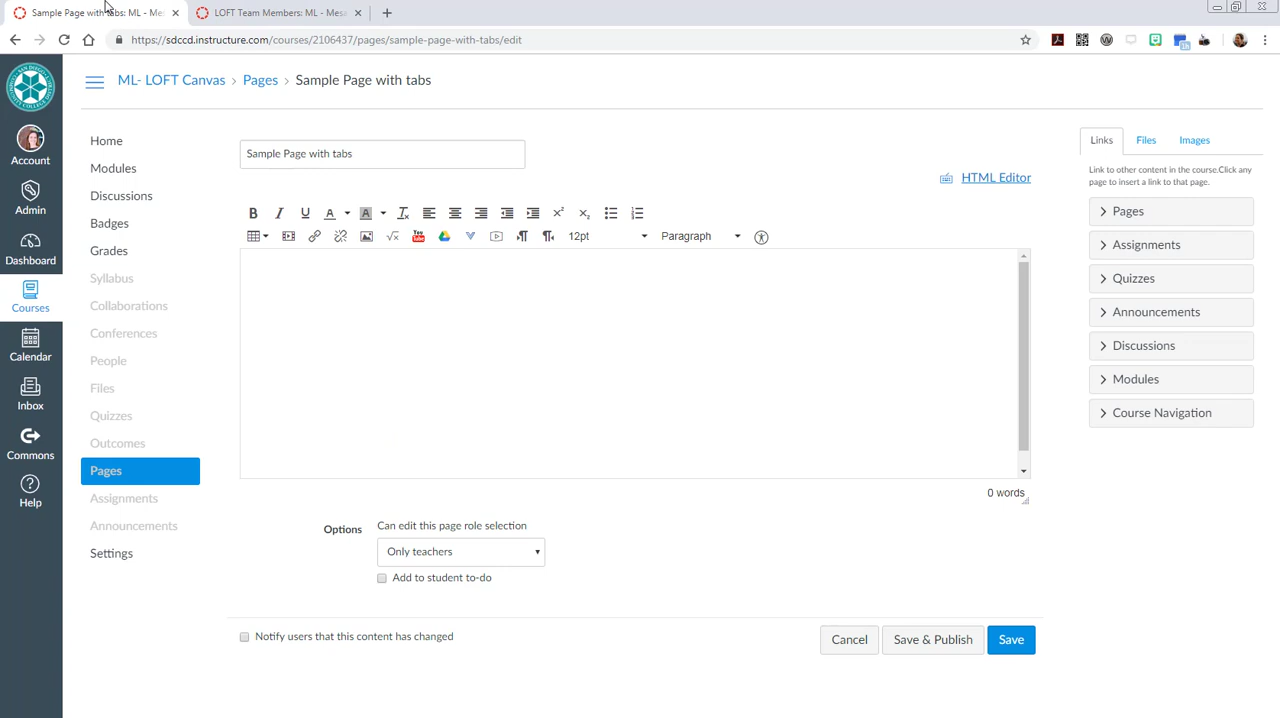 Sample Page with tabs: ML - Mes
LOFT Team Members: ML - Mesa
https://sdccd.instructure.com/courses/2106437/pages/sample-page-with-tabs/edit
ML- LOFT Canvas > Pages > Sample Page with tabs
Account
Admin
Dashboard
Courses
Calendar
Inbox
Commons
Help
Home
Modules
Discussions
Badges
Grades
Syllabus
Collaborations
Conferences
People
Files
Quizzes
Outcomes
Pages
Assignments
Announcements
Settings
Sample Page with tabs
HTML Editor
12pt
Paragraph
0 words
Options
Can edit this page role selection
Only teachers
Add to student to-do
Notify users that this content has changed
Cancel
Save & Publish
Save
Links Files Images
Link to other content in the course.Click any
page to insert a link to that page.
Pages
Assignments
Quizzes
Announcements
Discussions
Modules
Course Navigation